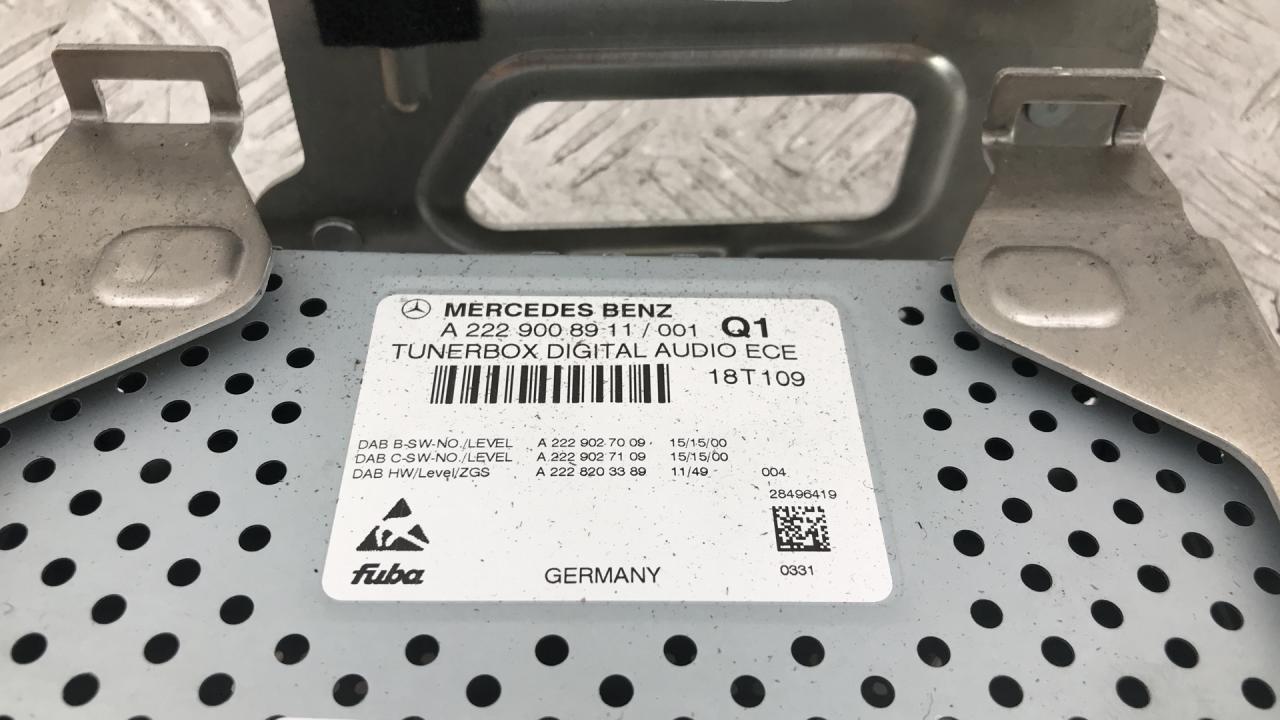 MERCEDES BENZ
A 222 900 89 11 / 001 Q1
TUNERBOX DIGITAL AUDIO ECE
18T109
DAB B-SW-NO./LEVEL A 222 902 70 09 15/15/00
DAB C-SW-NO./LEVEL A 222 902 71 09 15/15/00
DAB HW/Level/ZGS A 222 820 33 89 11/49 004
28496419
fuba GERMANY 0331